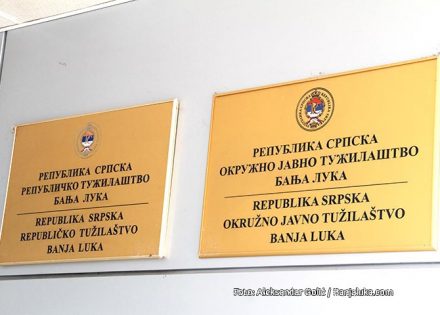 РЕПУБЛИКА СРПСКА
РЕПУБЛИЧКО ТУЖИЛАШТВО
БАЊА ЛУКА
REPUBLIKA SRPSKA
REPUBLIČKO TUŽILAŠTVO
BANJA LUKA
РЕПУБЛИКА СРПСКА
ОКРУЖНО ЈАВНО ТУЖИЛАШТВО
БАЊА ЛУКА
REPUBLIKA SRPSKA
OKRUŽNO JAVNO TUŽILAŠTVO
BANJA LUKA
Foto: Aleksandar Golić / Banjaluka.com